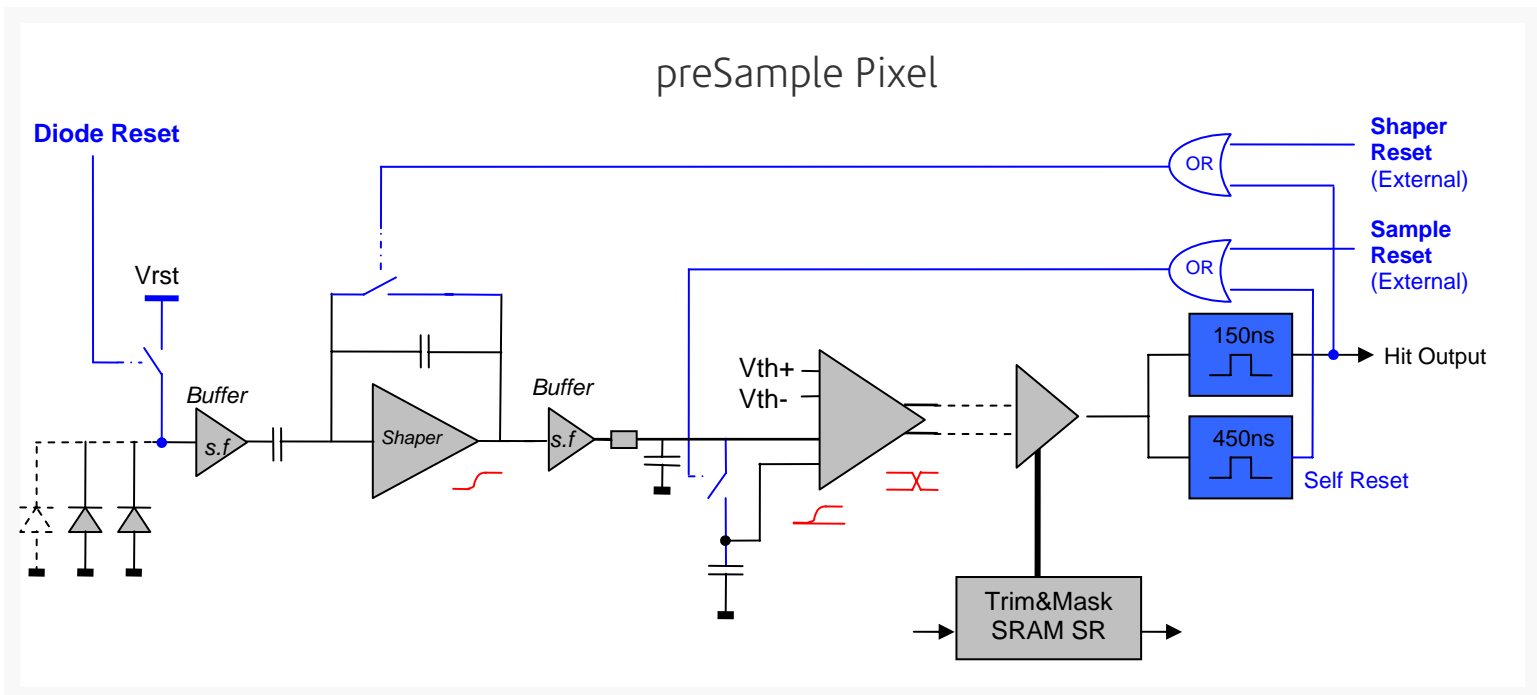 preSample Pixel
Diode Reset
Vrst
Buffer
s.f
Shaper
Buffer
s.f
Vth+
Vth-
OR
Shaper
Reset
(External)
OR
Sample
Reset
(External)
150ns
Hit Output
450ns
Self Reset
Trim&Mask
SRAM SR